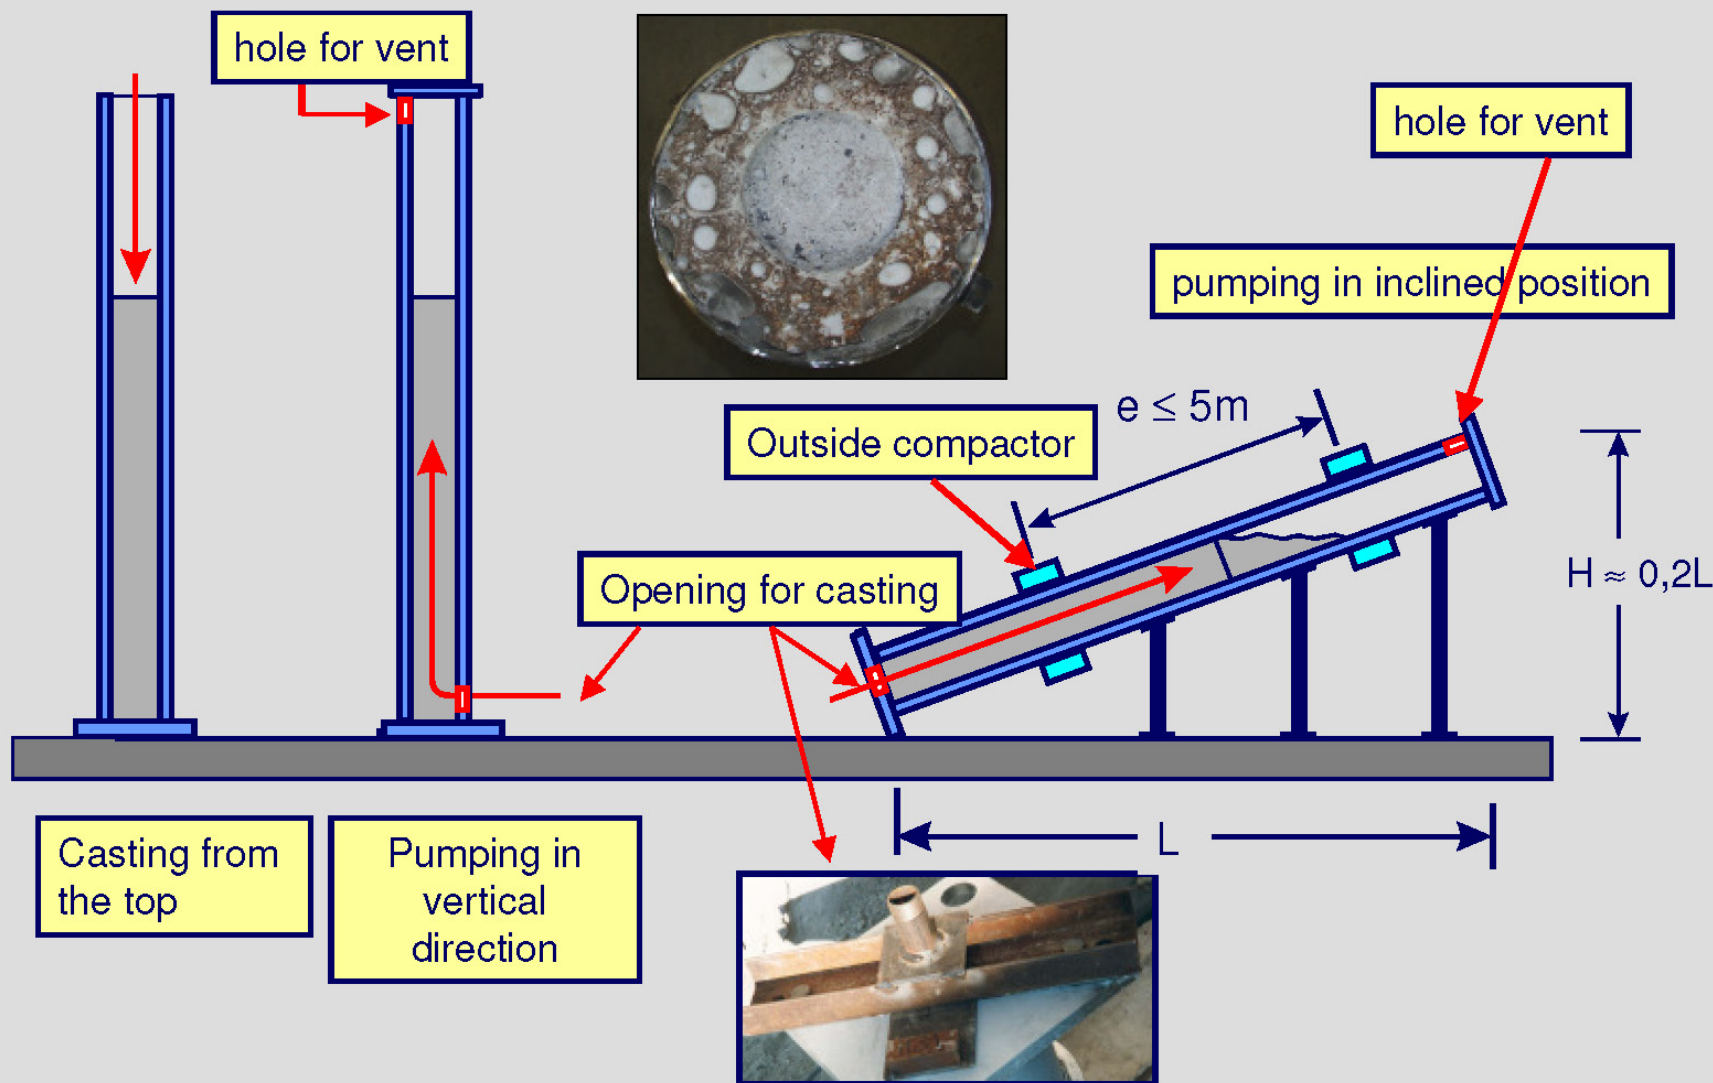 hole for vent
hole for vent
pumping in inclined position
e ≤ 5m
Outside compactor
H ≈ 0,2L
Opening for casting
L
Casting from
the top
Pumping in
vertical
direction